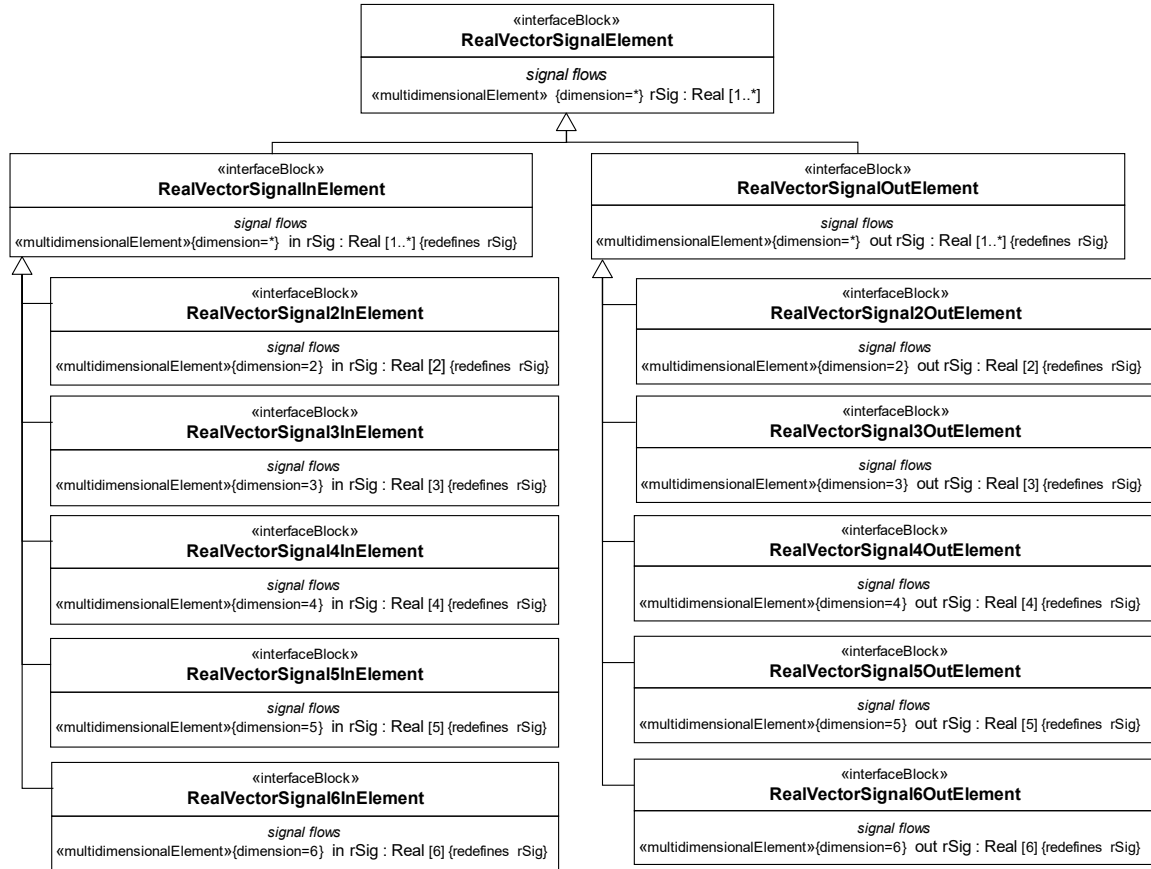 «interfaceBlock»
RealVectorSignalElement
signal flows
«multidimensionalElement» {dimension=*} rSig : Real [1..*]
«interfaceBlock»
RealVectorSignalInElement
signal flows
«multidimensionalElement»{dimension=*} in rSig : Real [1..*] {redefines rSig}
«interfaceBlock»
RealVectorSignalOutElement
signal flows
«multidimensionalElement»{dimension=*} out rSig : Real [1..*] {redefines rSig}
«interfaceBlock»
RealVectorSignal2InElement
signal flows
«multidimensionalElement»{dimension=2} in rSig : Real [2] {redefines rSig}
«interfaceBlock»
RealVectorSignal3InElement
signal flows
«multidimensionalElement»{dimension=3} in rSig : Real [3] {redefines rSig}
«interfaceBlock»
RealVectorSignal4InElement
signal flows
«multidimensionalElement»{dimension=4} in rSig : Real [4] {redefines rSig}
«interfaceBlock»
RealVectorSignal5InElement
signal flows
«multidimensionalElement»{dimension=5} in rSig : Real [5] {redefines rSig}
«interfaceBlock»
RealVectorSignal6InElement
signal flows
«multidimensionalElement»{dimension=6} in rSig : Real [6] {redefines rSig}
«interfaceBlock»
RealVectorSignal2OutElement
signal flows
«multidimensionalElement»{dimension=2} out rSig : Real [2] {redefines rSig}
«interfaceBlock»
RealVectorSignal3OutElement
signal flows
«multidimensionalElement»{dimension=3} out rSig : Real [3] {redefines rSig}
«interfaceBlock»
RealVectorSignal4OutElement
signal flows
«multidimensionalElement»{dimension=4} out rSig : Real [4] {redefines rSig}
«interfaceBlock»
RealVectorSignal5OutElement
signal flows
«multidimensionalElement»{dimension=5} out rSig : Real [5] {redefines rSig}
«interfaceBlock»
RealVectorSignal6OutElement
signal flows
«multidimensionalElement»{dimension=6} out rSig : Real [6] {redefines rSig}